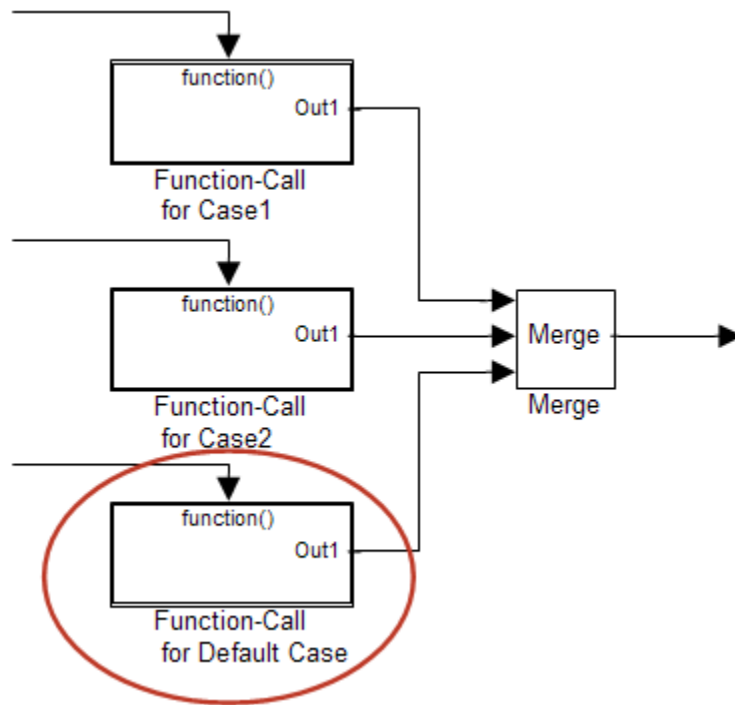 function()
Out1
Function-Call
for Case1
function()
Out1
Function-Call
for Case2
Merge
Merge
function()
Out1
Function-Call
for Default Case